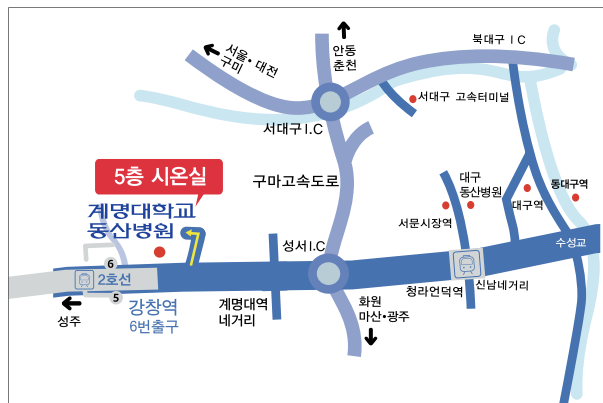 북대구 I C
안동
춘천
서울·대전
구미
서대구 고속터미널
서대구I.C
5층 시온실
구마고속도로
대구
동산병원
동대구역
계명대학교
동산병원
대구역
서문시장역
성서I.C
수성교
6
2호선
5
청라언덕역
신남네거리
강창역
6번출구
계명대역
네거리
화원
마산·광주
성주